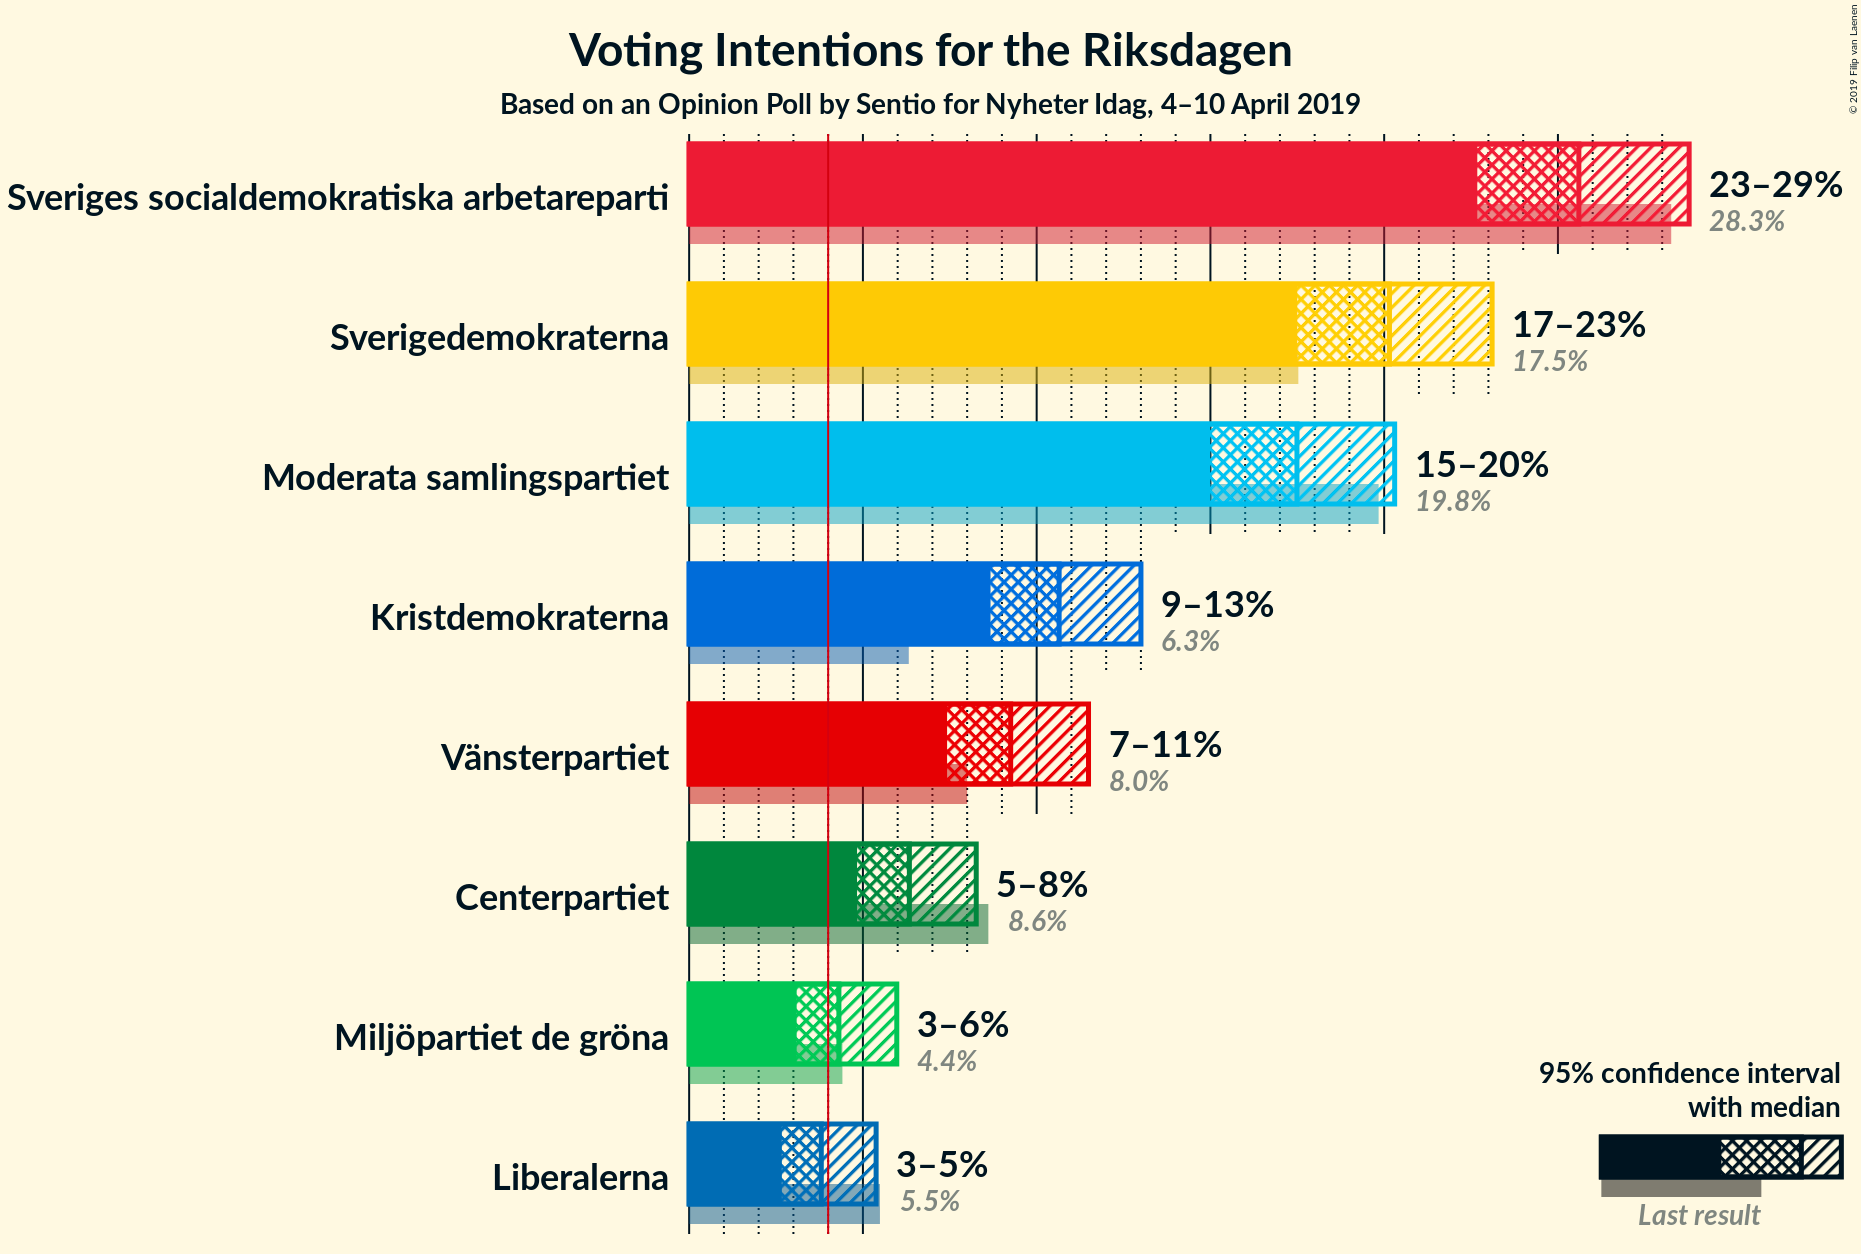 Voting Intentions for the Riksdagen
Based on an Opinion Poll by Sentio for Nyheter Idag, 4–10 April 2019
© 2019 Filip van Laenen
Sveriges socialdemokratiska arbetareparti
23–29%
28.3%
Sverigedemokraterna
17–23%
17.5%
Moderata samlingspartiet
15–20%
19.8%
Kristdemokraterna
9–13%
6.3%
Vänsterpartiet
7–11%
8.0%
Centerpartiet
5–8%
8.6%
Miljöpartiet de gröna
3–6%
4.4%
Liberalerna
3–5%
5.5%
95% confidence interval
with median
Last result